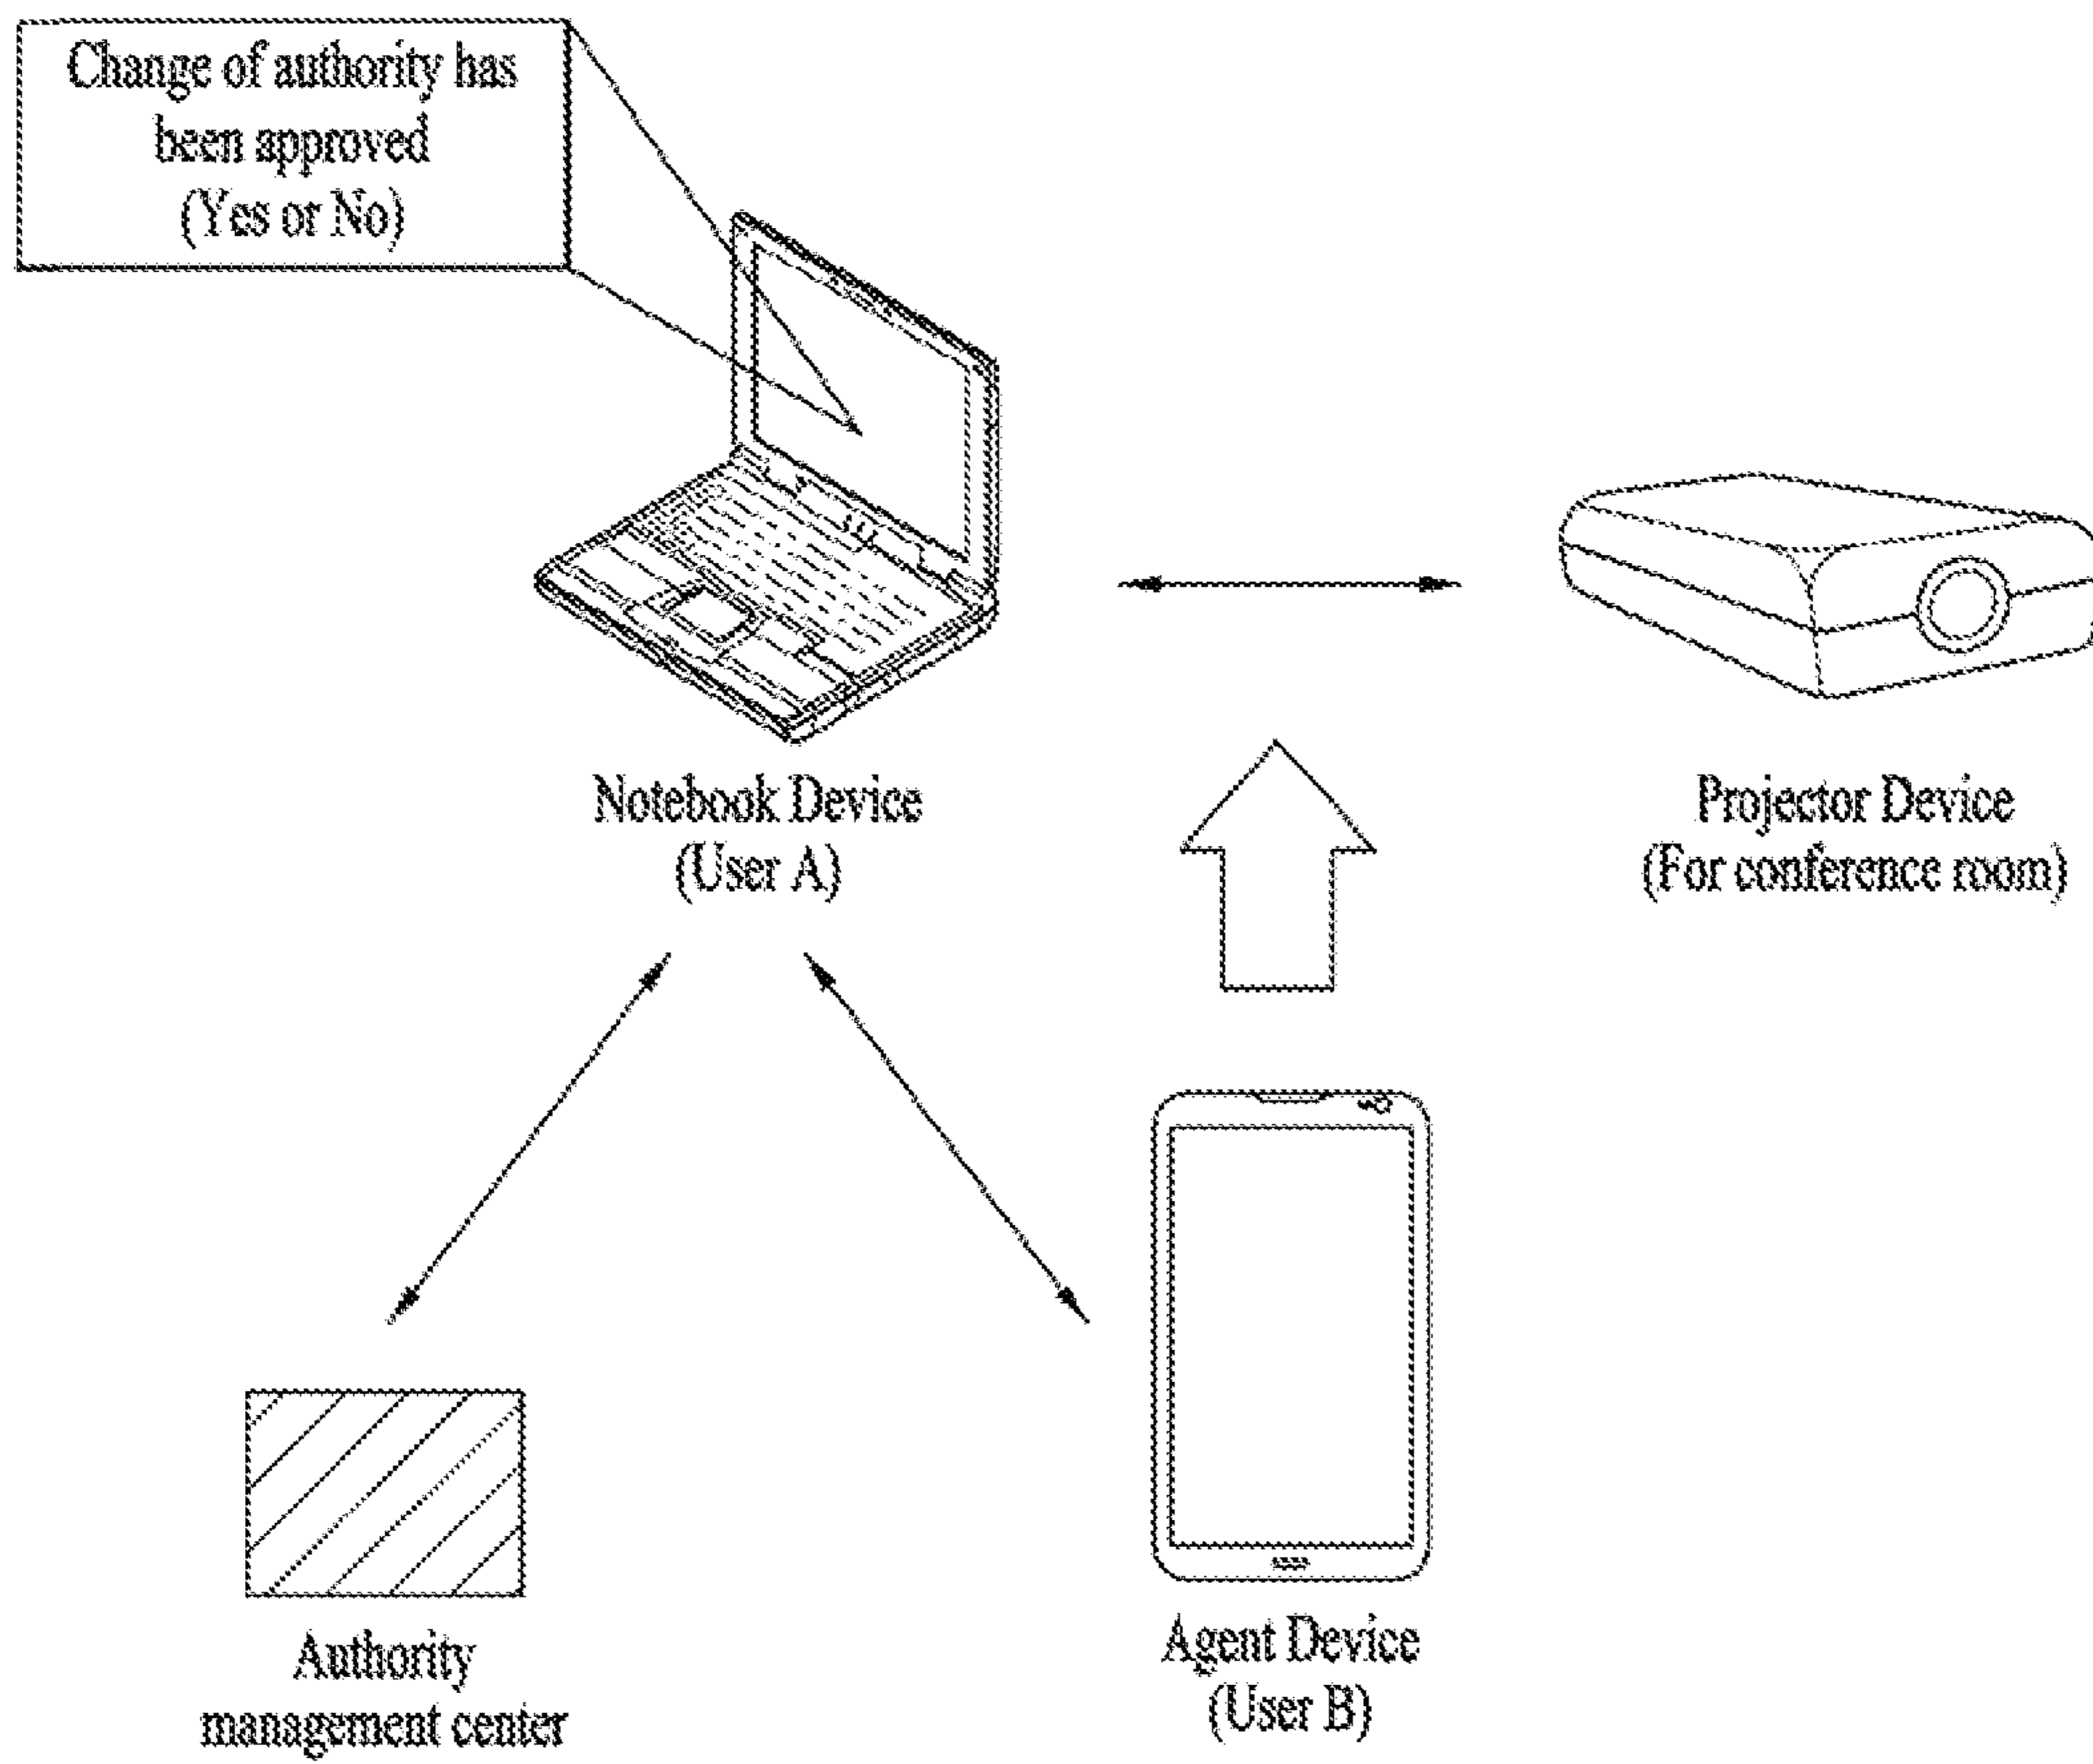 Change of authority has
been approved
(Yes or No)
Notebook Device
(User A)
Projector Device
(For conference room)
Authority
management center
Agent Device
(User B)